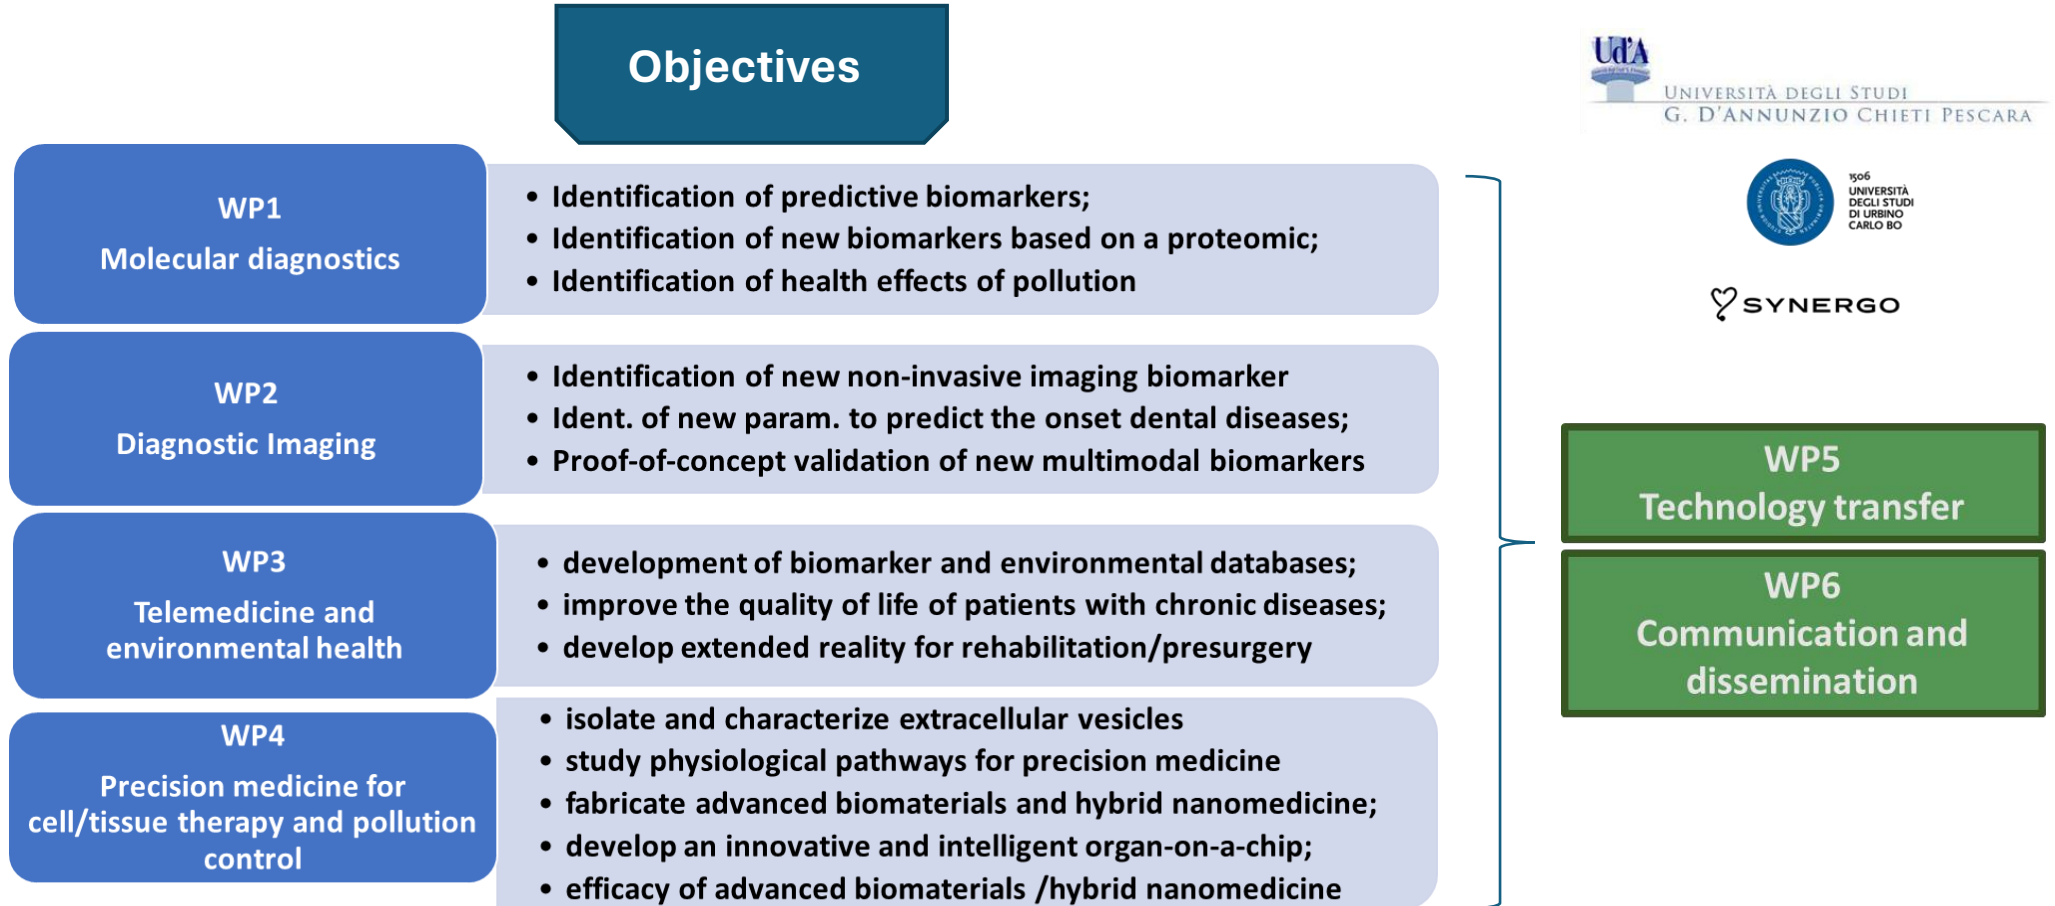 Objectives
Ud'A
UNIVERSITÀ DEGLI STUDI
G. D'ANNUNZIO CHIETI PESCARA
1506
UNIVERSITÀ
DEGLI STUDI
DI URBINO
CARLO BO
SYNERGO
WP1
Molecular diagnostics
• Identification of predictive biomarkers;
• Identification of new biomarkers based on a proteomic;
• Identification of health effects of pollution
WP2
Diagnostic Imaging
• Identification of new non-invasive imaging biomarker
• Ident. of new param. to predict the onset dental diseases;
• Proof-of-concept validation of new multimodal biomarkers
WP3
Telemedicine and
environmental health
• development of biomarker and environmental databases;
• improve the quality of life of patients with chronic diseases;
• develop extended reality for rehabilitation/presurgery
WP4
Precision medicine for
cell/tissue therapy and pollution
control
• isolate and characterize extracellular vesicles
• study physiological pathways for precision medicine
• fabricate advanced biomaterials and hybrid nanomedicine;
• develop an innovative and intelligent organ-on-a-chip;
• efficacy of advanced biomaterials /hybrid nanomedicine
WP5
Technology transfer
WP6
Communication and
dissemination